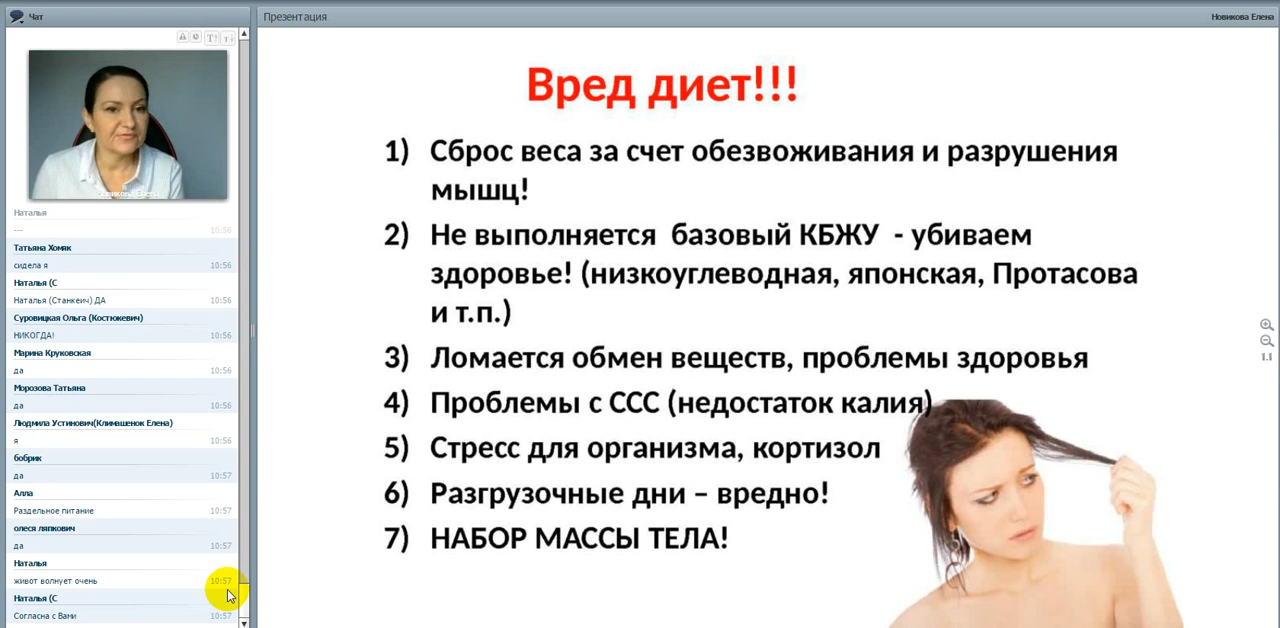 Чат
Наталья
---
10:56
Татьяна Хомяк
сидела я
10:56
Наталья (С
Наталья (Станкеич) ДА
10:56
Суровицкая Ольга (Костюкевич)
НИКОГДА!
10:56
Марина Круковская
да
10:56
Морозова Татьяна
да
10:56
Людмила Устинович(Климашенок Елена)
я
10:56
бобрик
да
10:57
Алла
Раздельное питание
10:57
олеся ляпкович
да
10:57
Наталья
живот волнует очень
10:57
Наталья (С
Согласна с Вами
10:57
Презентация
Новикова Елена
Вред диет!!!
1) Сброс веса за счет обезвоживания и разрушения
мышц!
2) Не выполняется базовый КБЖУ - убиваем
здоровье! (низкоуглеводная, японская, Протасова
и т.п.)
3) Ломается обмен веществ, проблемы здоровья
4) Проблемы с ССС (недостаток калия)
5) Стресс для организма, кортизол
6) Разгрузочные дни – вредно!
7) НАБОР МАССЫ ТЕЛА!
1:1